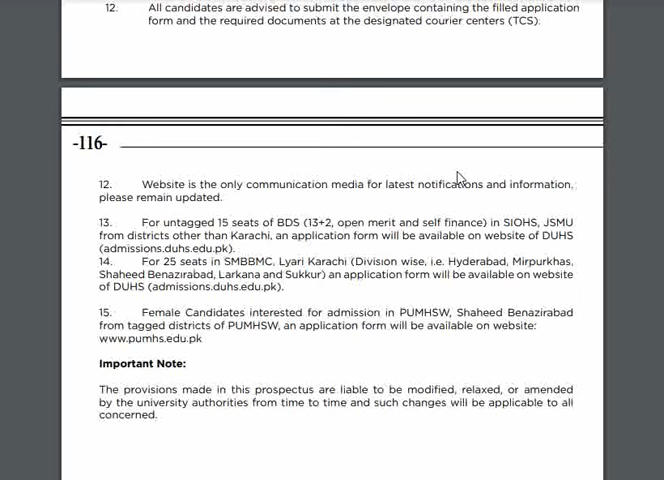 12. All candidates are advised to submit the envelope containing the filled application
form and the required documents at the designated courier centers (TCS).
-116-
12. Website is the only communication media for latest notifications and information,
please remain updated.
13. For untagged 15 seats of BDS (13+2, open merit and self finance) in SIOHS, JSMU
from districts other than Karachi, an application form will be available on website of DUHS
(admissions.duhs.edu.pk).
14. For 25 seats in SMBBMC, Lyari Karachi (Division wise, i.e. Hyderabad, Mirpurkhas,
Shaheed Benazirabad, Larkana and Sukkur) an application form will be available on website
of DUHS (admissions.duhs.edu.pk).
15. Female Candidates interested for admission in PUMHSW, Shaheed Benazirabad
from tagged districts of PUMHSW, an application form will be available on website:
www.pumhs.edu.pk
Important Note:
The provisions made in this prospectus are liable to be modified, relaxed, or amended
by the university authorities from time to time and such changes will be applicable to all
concerned.